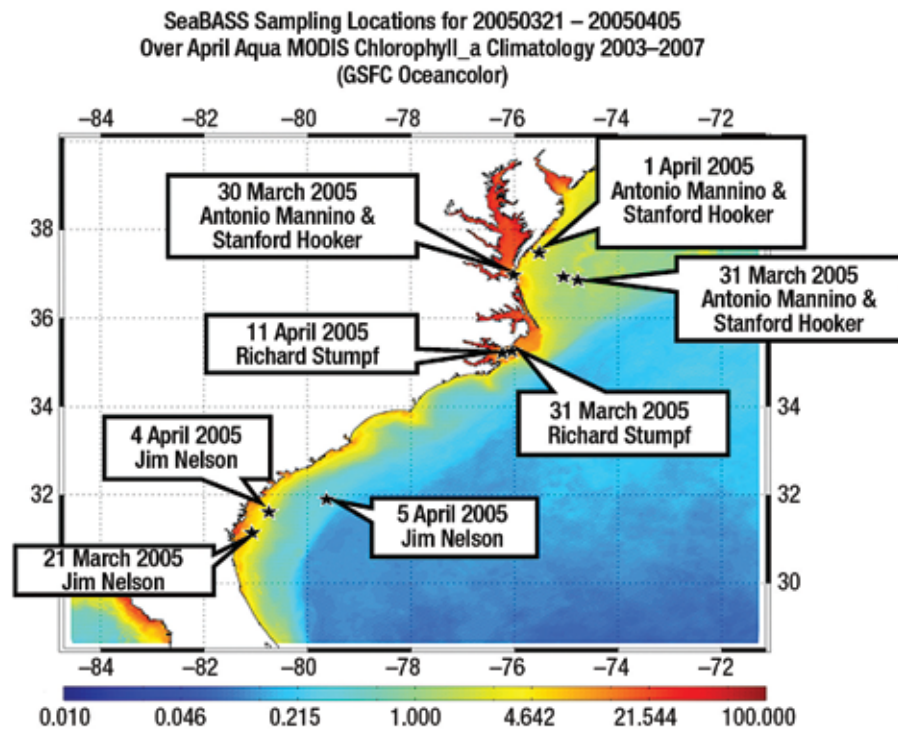 SeaBASS Sampling Locations for 20050321 – 20050405
Over April Aqua MODIS Chlorophyll_a Climatology 2003–2007
(GSFC Oceancolor)
–84 –82 –80 –78 –76 –74 –72
1 April 2005
Antonio Mannino &
Stanford Hooker
30 March 2005
Antonio Mannino &
Stanford Hooker
38
31 March 2005
Antonio Mannino &
Stanford Hooker
36 36
11 April 2005
Richard Stumpf
34 34
31 March 2005
Richard Stumpf
4 April 2005
Jim Nelson
32 32
5 April 2005
Jim Nelson
21 March 2005
Jim Nelson
30
–84 –82 –80 –78 –76 –74 –72
0.010 0.046 0.215 1.000 4.642 21.544 100.000